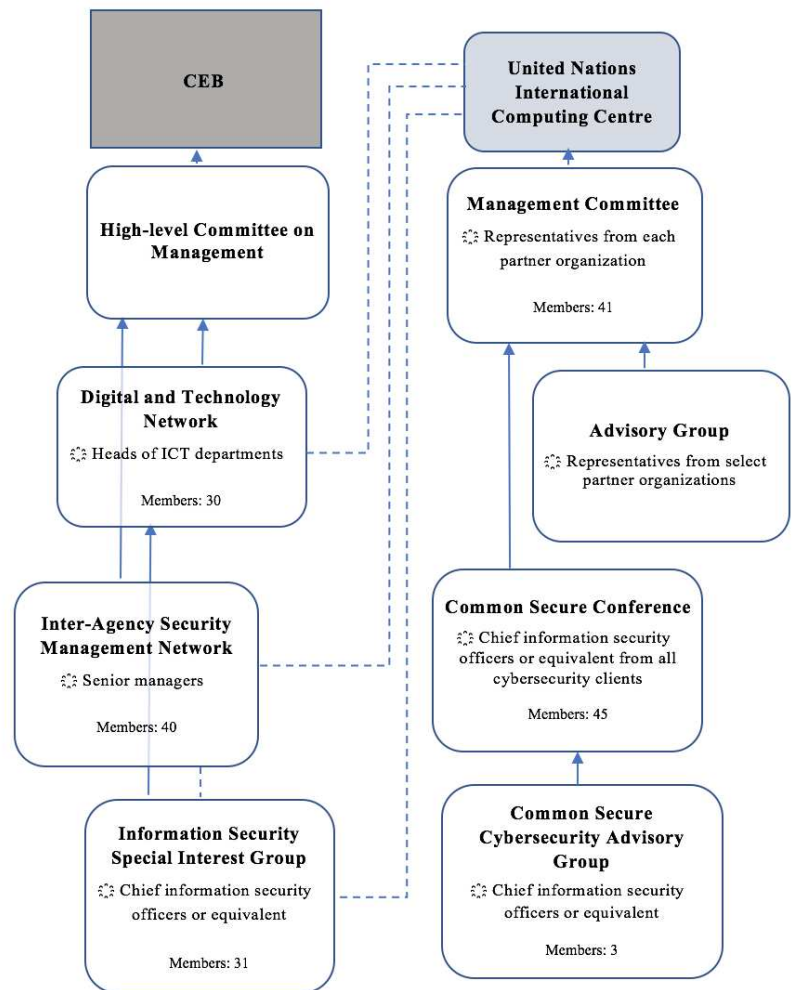 CEB
High-level Committee on
Management
Digital and Technology
Network
Heads of ICT departments
Members: 30
Inter-Agency Security
Management Network
Senior managers
Members: 40
Information Security
Special Interest Group
Chief information security
officers or equivalent
Members: 31
United Nations
International
Computing Centre
Management Committee
Representatives from each
partner organization
Members: 41
Advisory Group
Representatives from select
partner organizations
Common Secure Conference
Chief information security
officers or equivalent from all
cybersecurity clients
Members: 45
Common Secure
Cybersecurity Advisory
Group
Chief information security
officers or equivalent
Members: 3